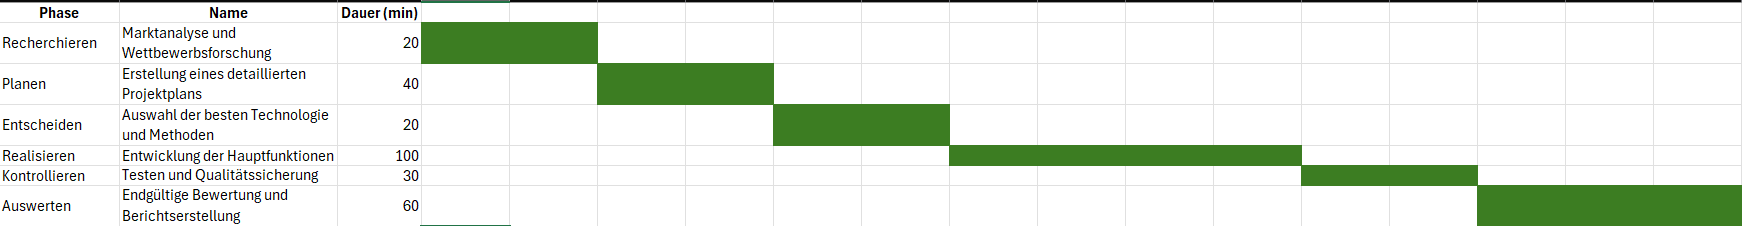 Phase Name Dauer (min)
Recherchieren Marktanalyse und
Wettbewerbsforschung 20
Planen Erstellung eines detaillierten
Projektplans 40
Entscheiden Auswahl der besten Technologie
und Methoden 20
Realisieren Entwicklung der Hauptfunktionen 100
Kontrollieren Testen und Qualitätssicherung 30
Auswerten Endgültige Bewertung und
Berichtserstellung 60